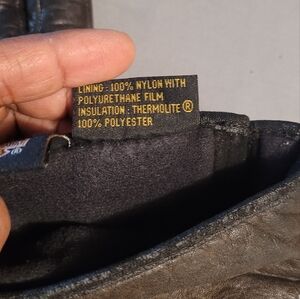 LINING : 100% NYLON WITH
POLYURETHANE FILM
INSULATION : THERMOLITE®
100% POLYESTER